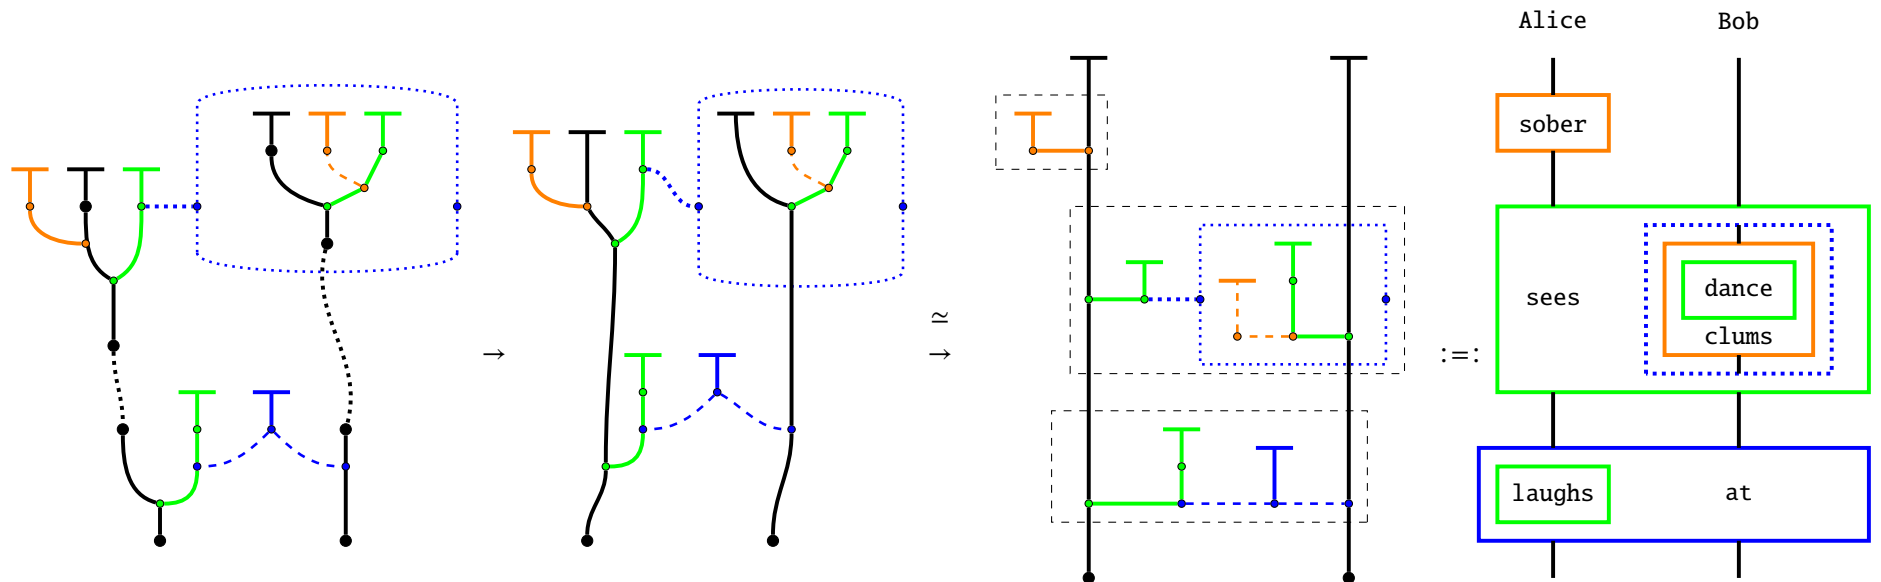 Alice Bob
sober
sees
dance
clums
laughs at
→ → ≃ :=: